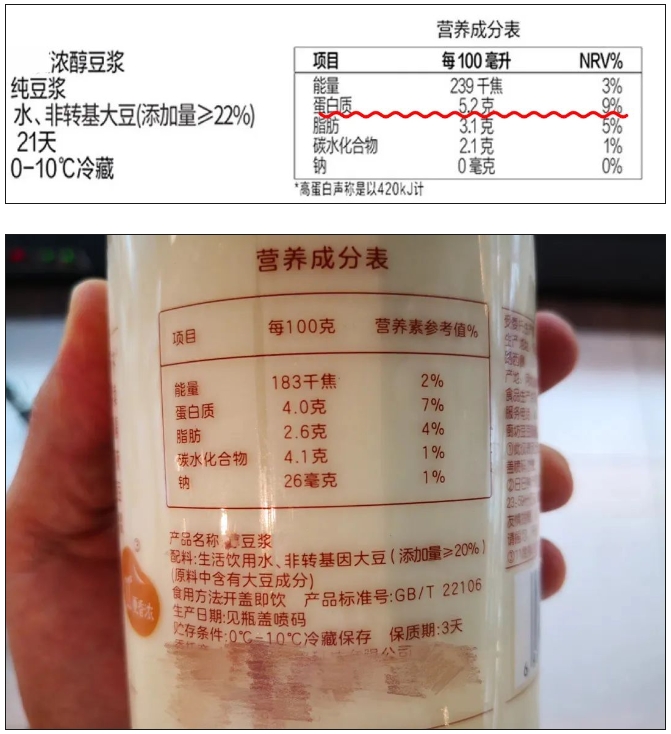 浓醇豆浆
纯豆浆
水、非转基大豆(添加量≥22%)
21天
0-10℃冷藏
营养成分表
项目 每100毫升 NRV%
能量 239千焦 3%
蛋白质 5.2克 9%
脂肪 3.1克 5%
碳水化合物 2.1克 1%
钠 0毫克 0%
*高蛋白声称是以420kJ计
营养成分表
项目 每100克 营养素参考值%
能量 183千焦 2%
蛋白质 4.0克 7%
脂肪 2.6克 4%
碳水化合物 4.1克 1%
钠 26毫克 1%
产品名称 豆浆
配料:生活饮用水、非转基因大豆(添加量≥20%)
(原料中含有大豆成分)
食用方法开盖即饮 产品标准号:GB/T 22106
生产日期:见瓶盖喷码
贮存条件:0℃-10℃冷藏保存 保质期:3天
有限公司